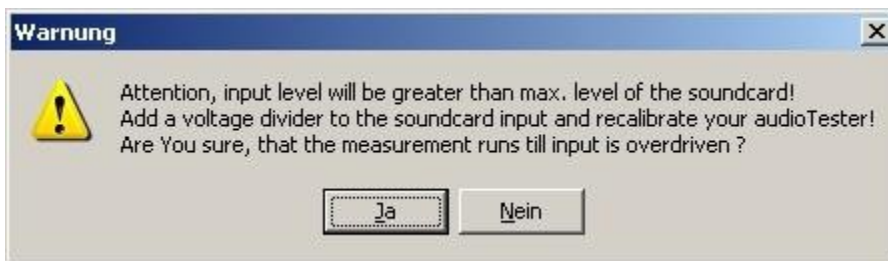 Warnung
Attention, input level will be greater than max. level of the soundcard!
Add a voltage divider to the soundcard input and recalibrate your audioTester!
Are You sure, that the measurement runs till input is overdriven ?
Ja Nein